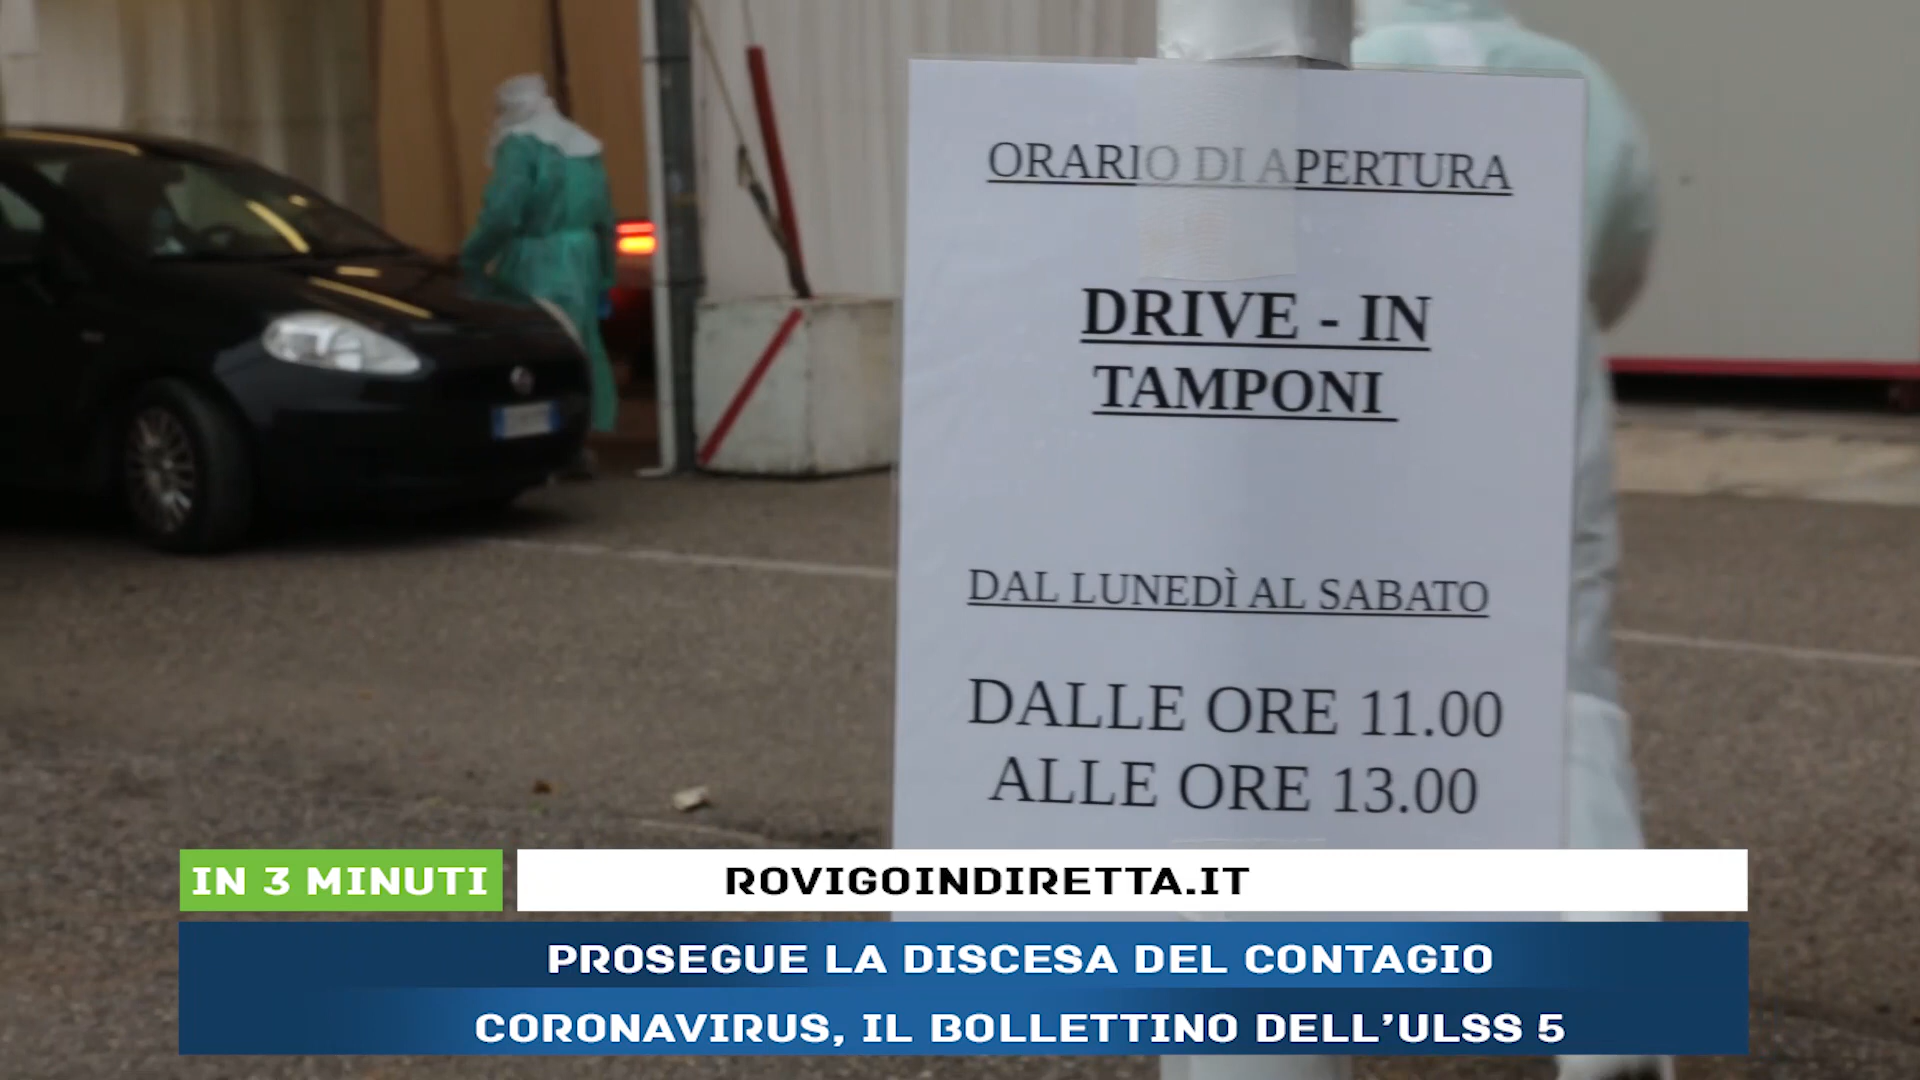 ORARIO DI APERTURA
DRIVE - IN
TAMPONI
DAL LUNEDÌ AL SABATO
DALLE ORE 11.00
ALLE ORE 13.00
IN 3 MINUTI
ROVIGOINDIRETTA.IT
PROSEGUE LA DISCESA DEL CONTAGIO
CORONAVIRUS, IL BOLLETTINO DELL'ULSS 5